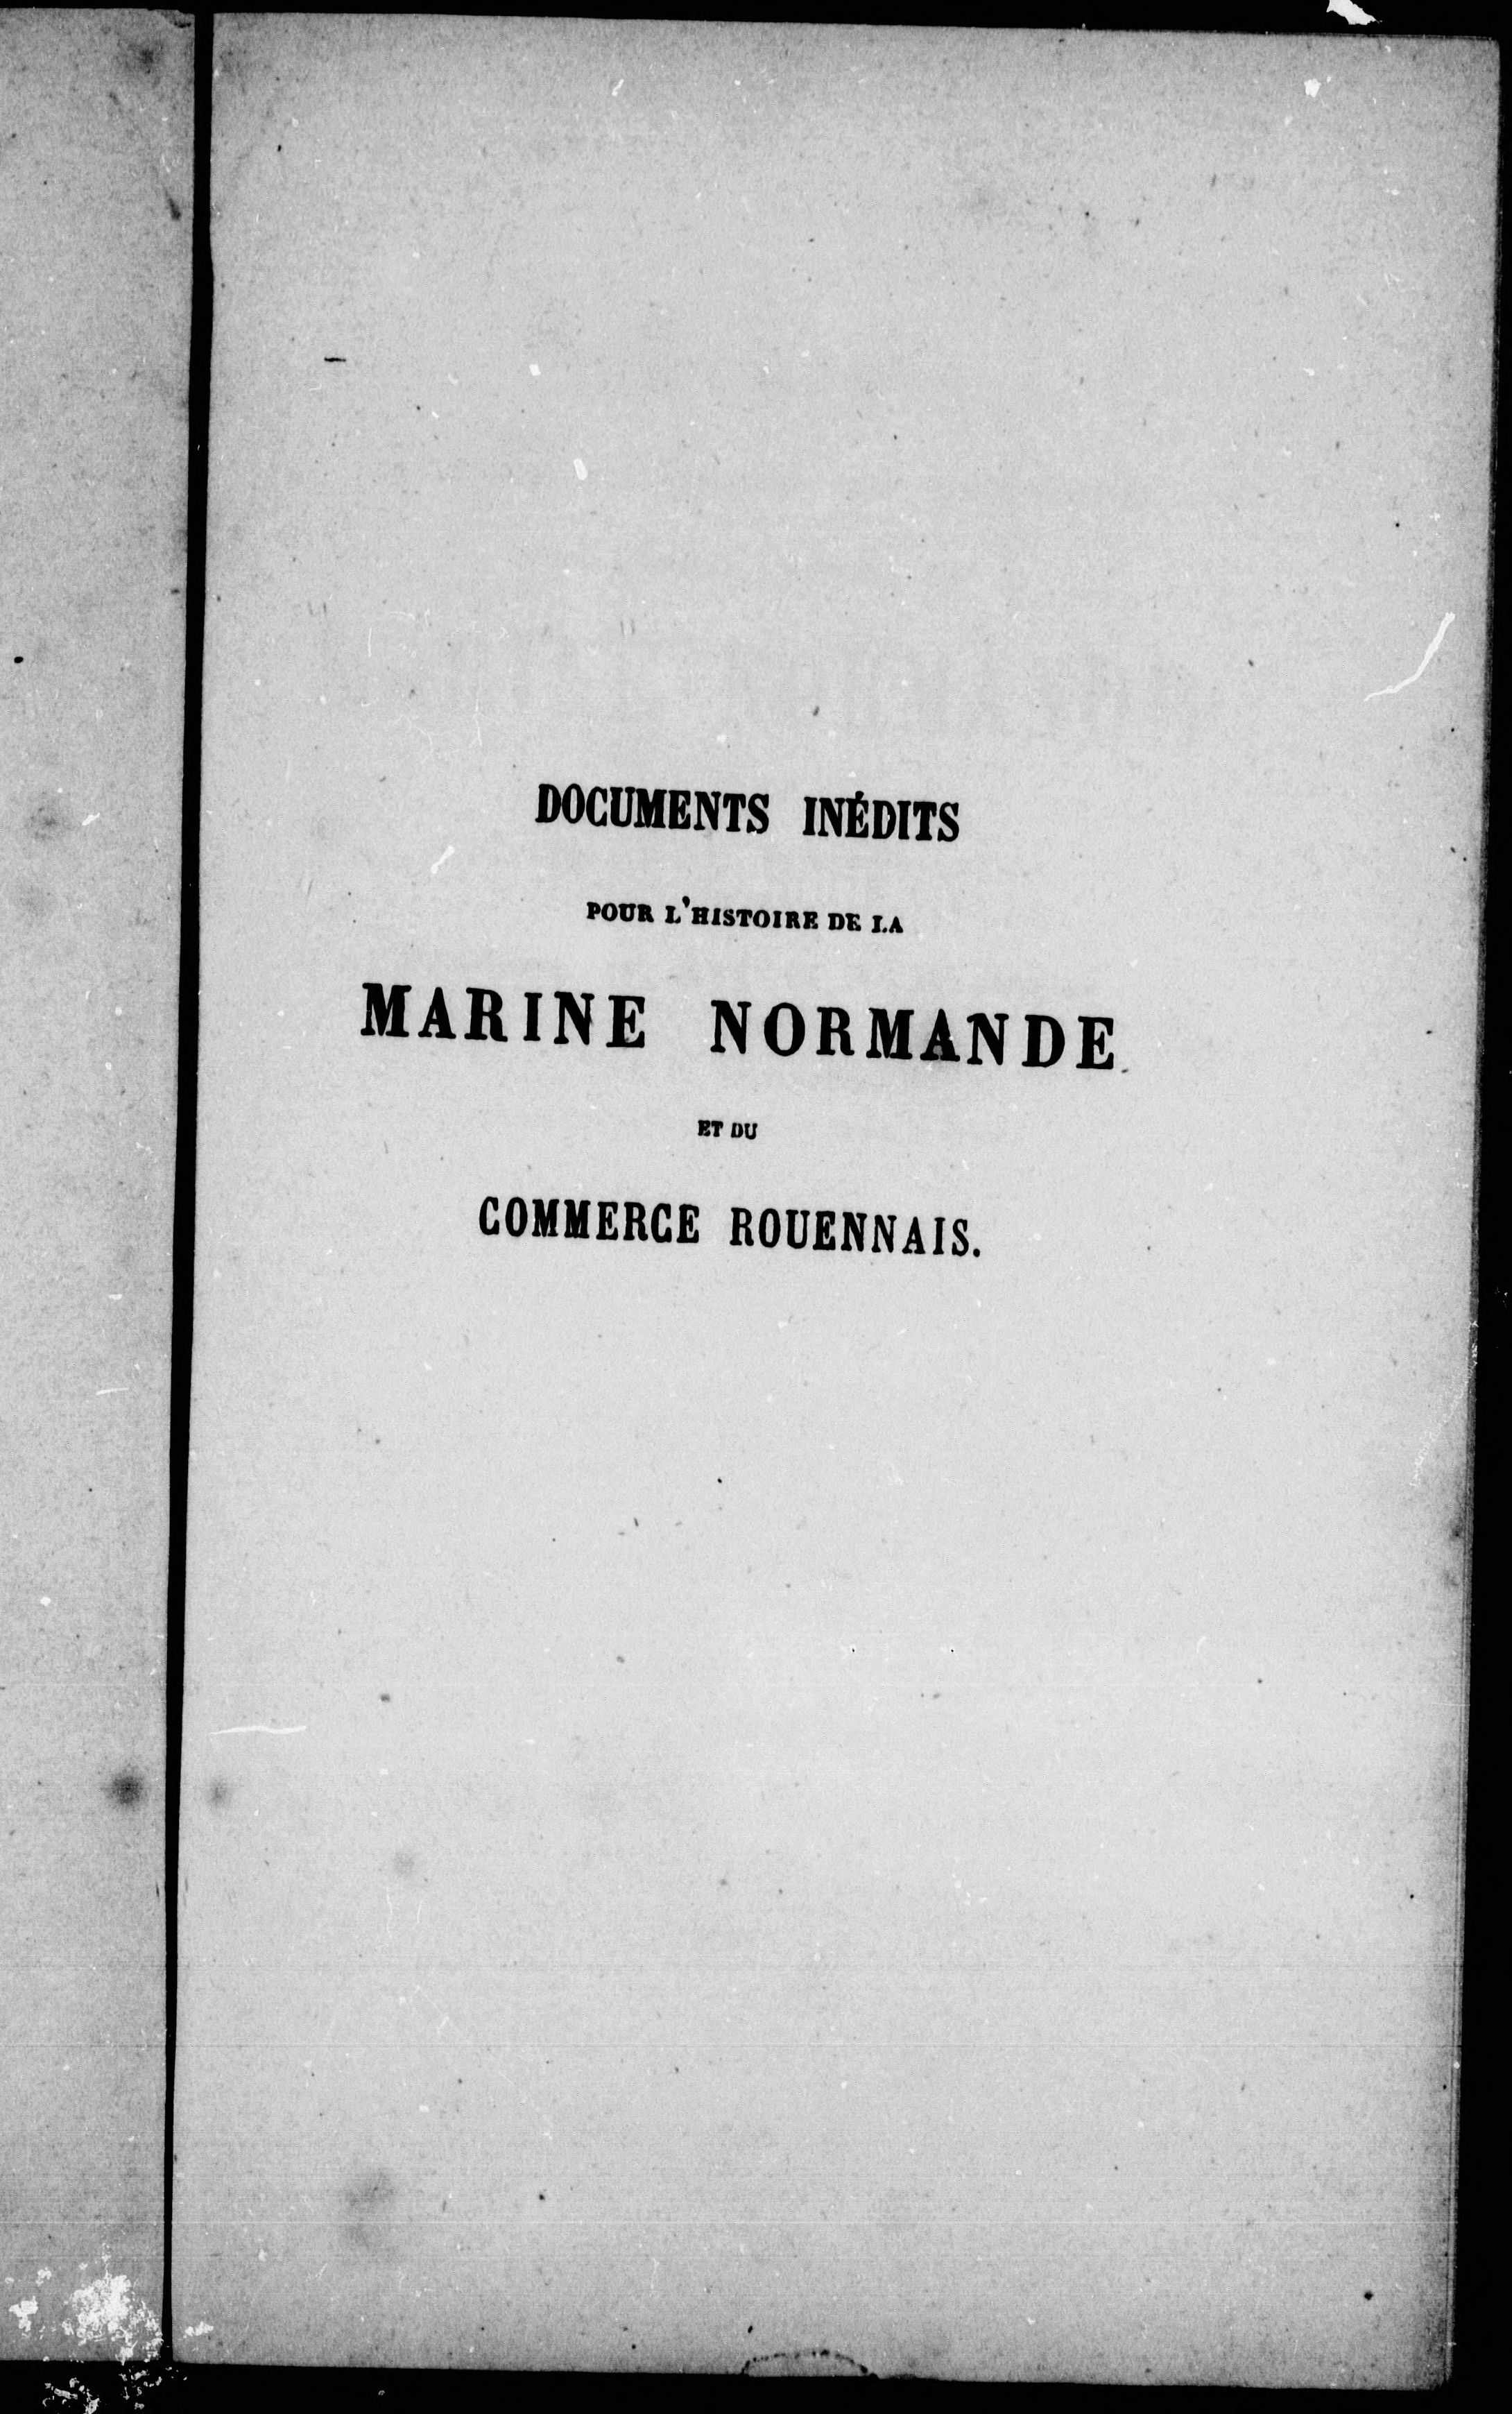 DOCUMENTS INÉDITS
POUR L'HISTOIRE DE LA
MARINE NORMANDE
ET DU
COMMERCE ROUENNAIS.